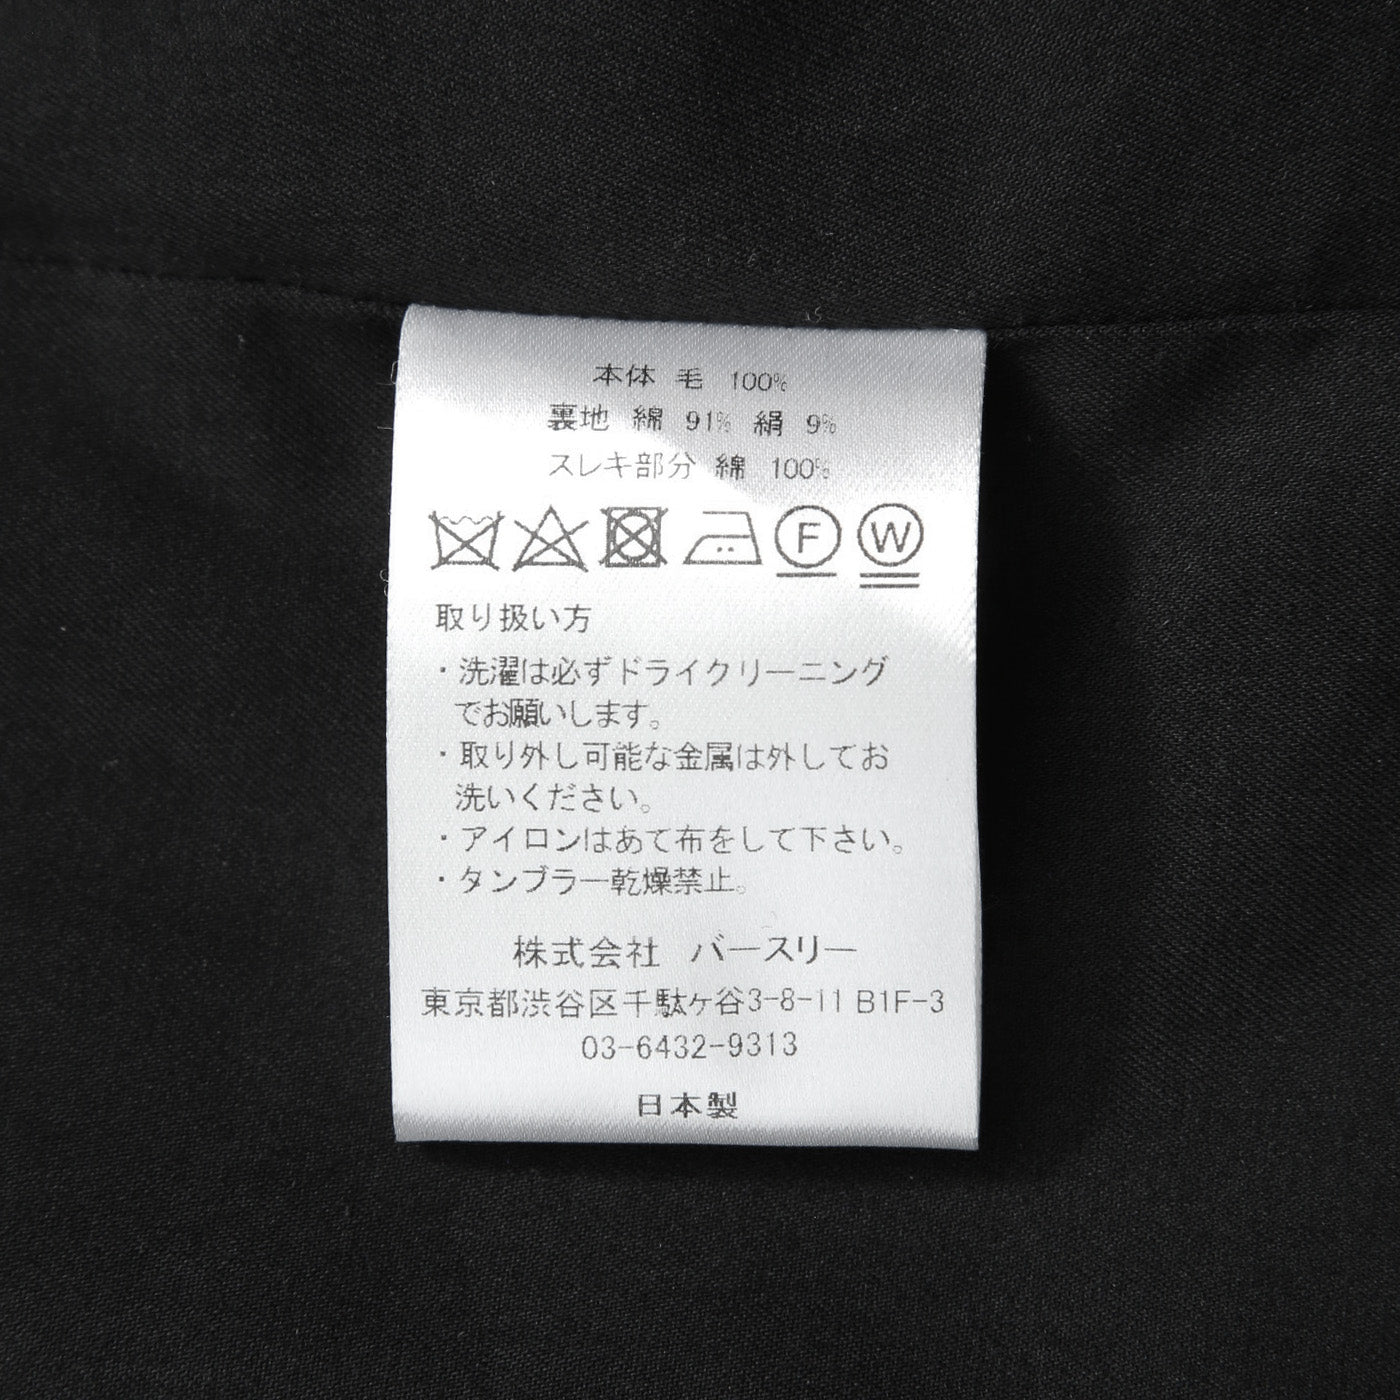 本体 毛 100%
裏地 綿 91% 絹 9%
スレキ部分 綿 100%
F W
取り扱い方
・洗濯は必ずドライクリーニング
でお願いします。
・取り外し可能な金属は外してお
洗いください。
・アイロンはあて布をして下さい。
・タンブラー乾燥禁止。
株式会社 バースリー
東京都渋谷区千駄ヶ谷3-8-11 B1F-3
03-6432-9313
日本製